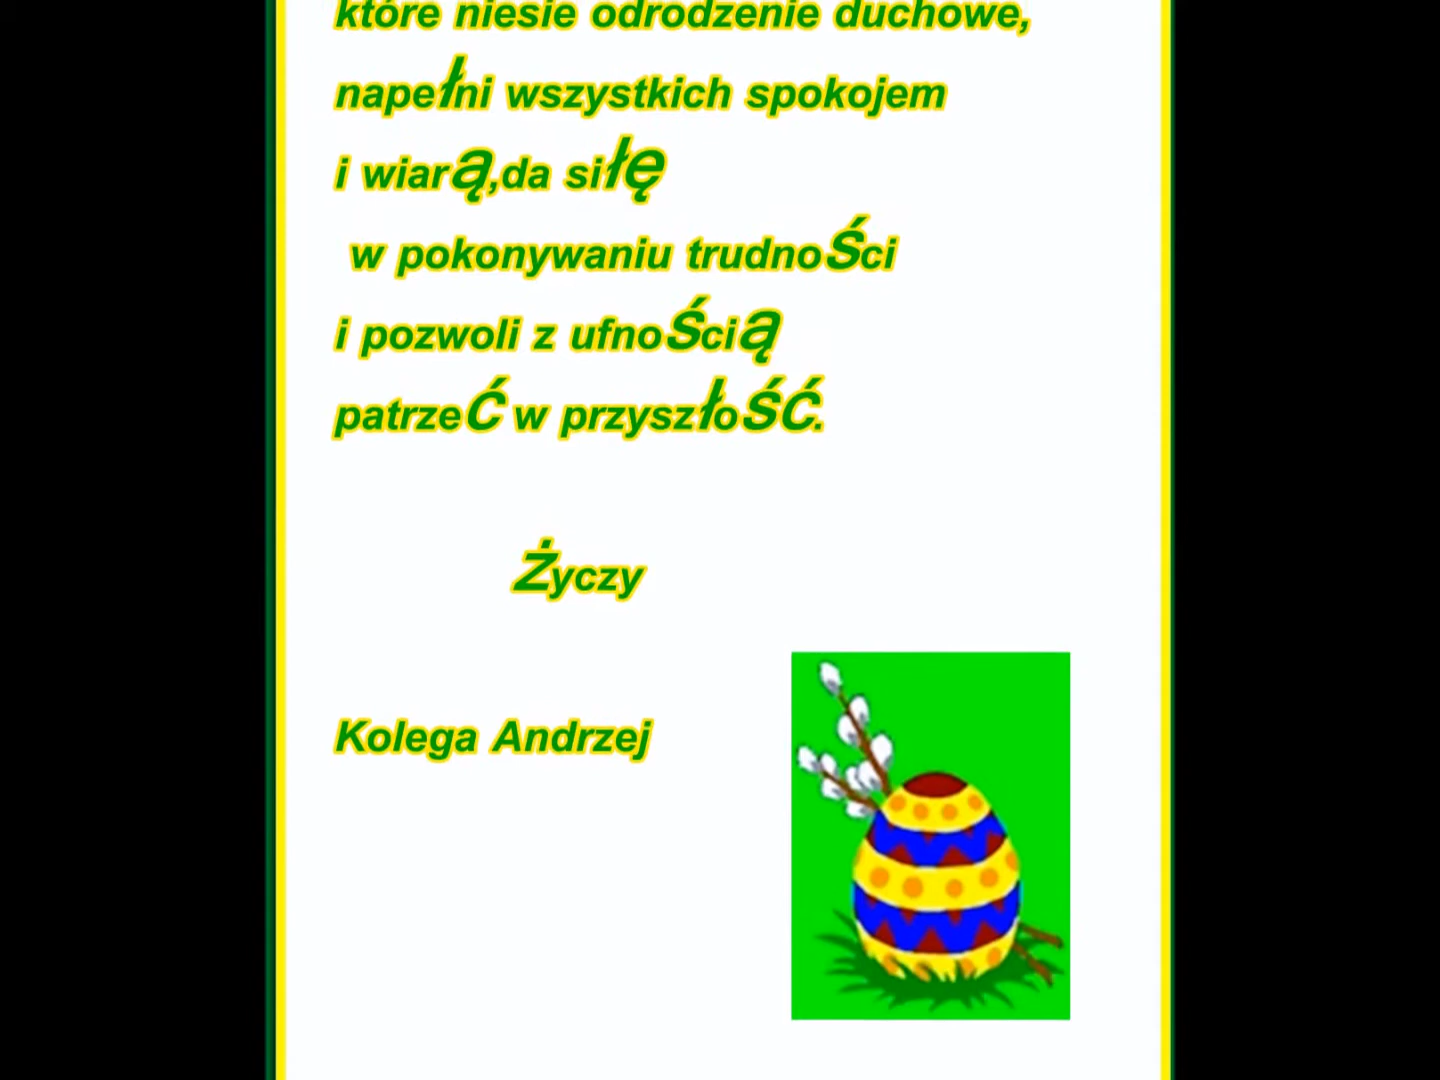 które niesie odrodzenie duchowe,
napełni wszystkich spokojem
i wiarą,da siłę
w pokonywaniu trudności
i pozwoli z ufnością
patrzeć w przyszłość.
Życzy
Kolega Andrzej